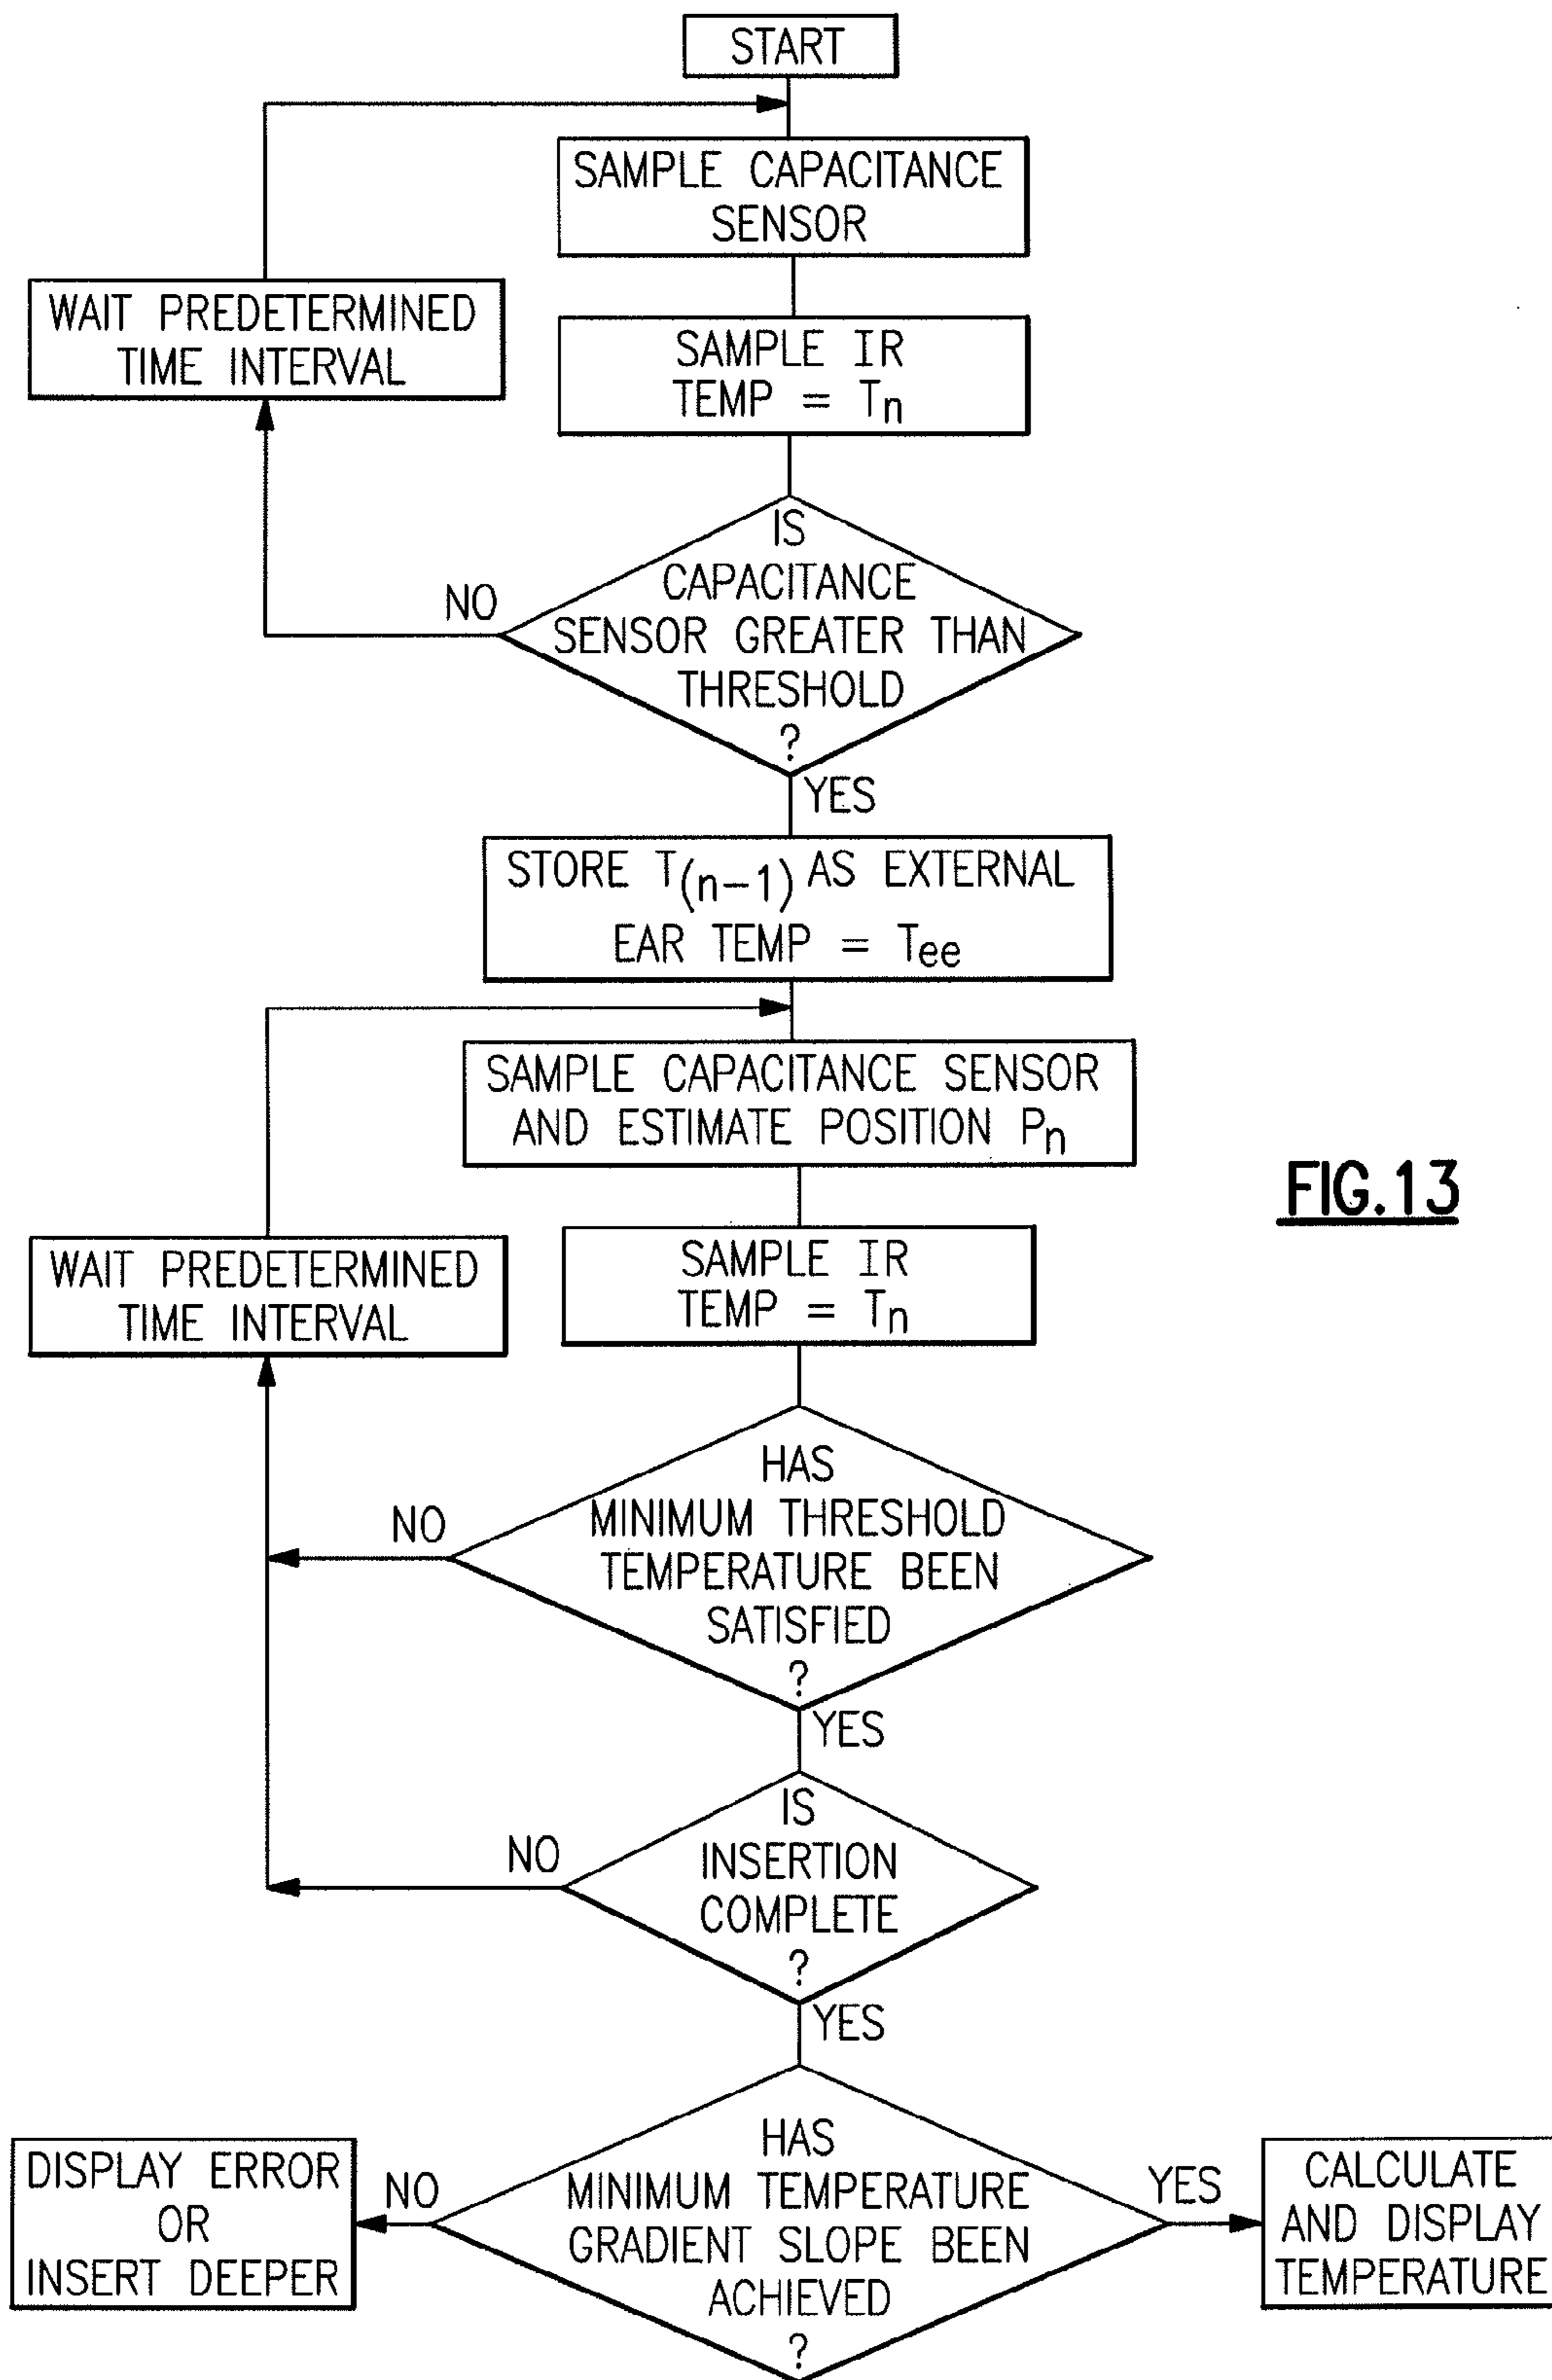 START
SAMPLE CAPACITANCE
SENSOR
WAIT PREDETERMINED
TIME INTERVAL
SAMPLE IR
TEMP = Tn
IS
CAPACITANCE
SENSOR GREATER THAN
THRESHOLD
?
NO
YES
STORE T(n-1) AS EXTERNAL
EAR TEMP = Tee
SAMPLE CAPACITANCE SENSOR
AND ESTIMATE POSITION Pn
FIG.13
WAIT PREDETERMINED
TIME INTERVAL
SAMPLE IR
TEMP = Tn
HAS
MINIMUM THRESHOLD
TEMPERATURE BEEN
SATISFIED
?
NO
YES
IS
INSERTION
COMPLETE
?
NO
YES
HAS
MINIMUM TEMPERATURE
GRADIENT SLOPE BEEN
ACHIEVED
?
NO
DISPLAY ERROR
OR
INSERT DEEPER
YES
CALCULATE
AND DISPLAY
TEMPERATURE